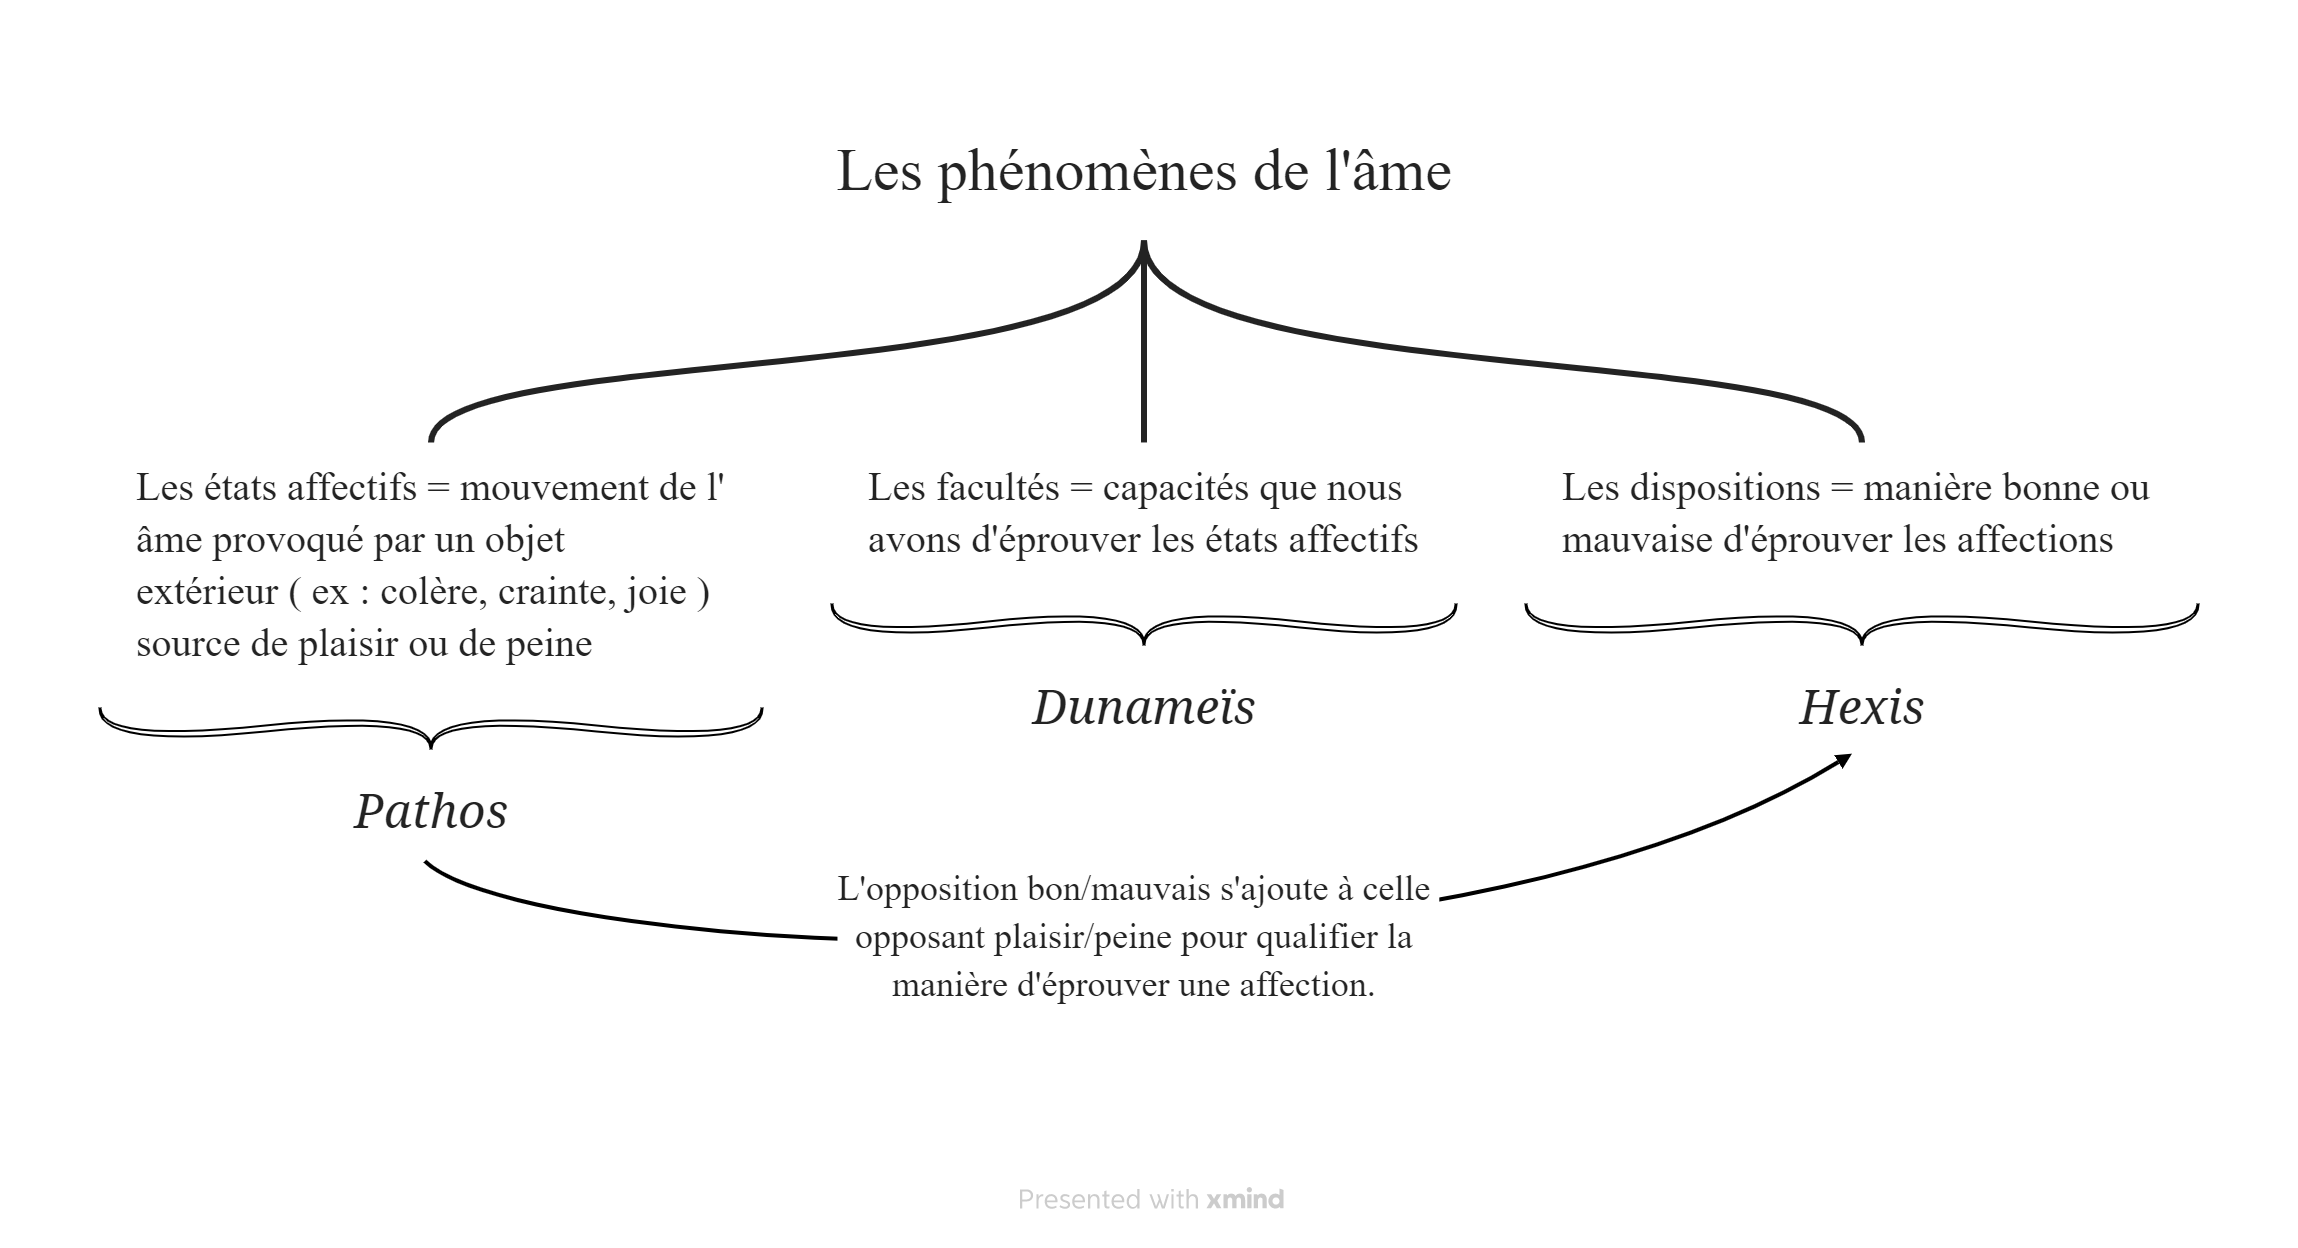 Les phénomènes de l'âme
Les états affectifs = mouvement de l'
âme provoqué par un objet
extérieur ( ex : colère, crainte, joie )
source de plaisir ou de peine
Pathos
Les facultés = capacités que nous
avons d'éprouver les états affectifs
Dunameïs
Les dispositions = manière bonne ou
mauvaise d'éprouver les affections
Hexis
L'opposition bon/mauvais s'ajoute à celle
opposant plaisir/peine pour qualifier la
manière d'éprouver une affection.
Presented with xmind